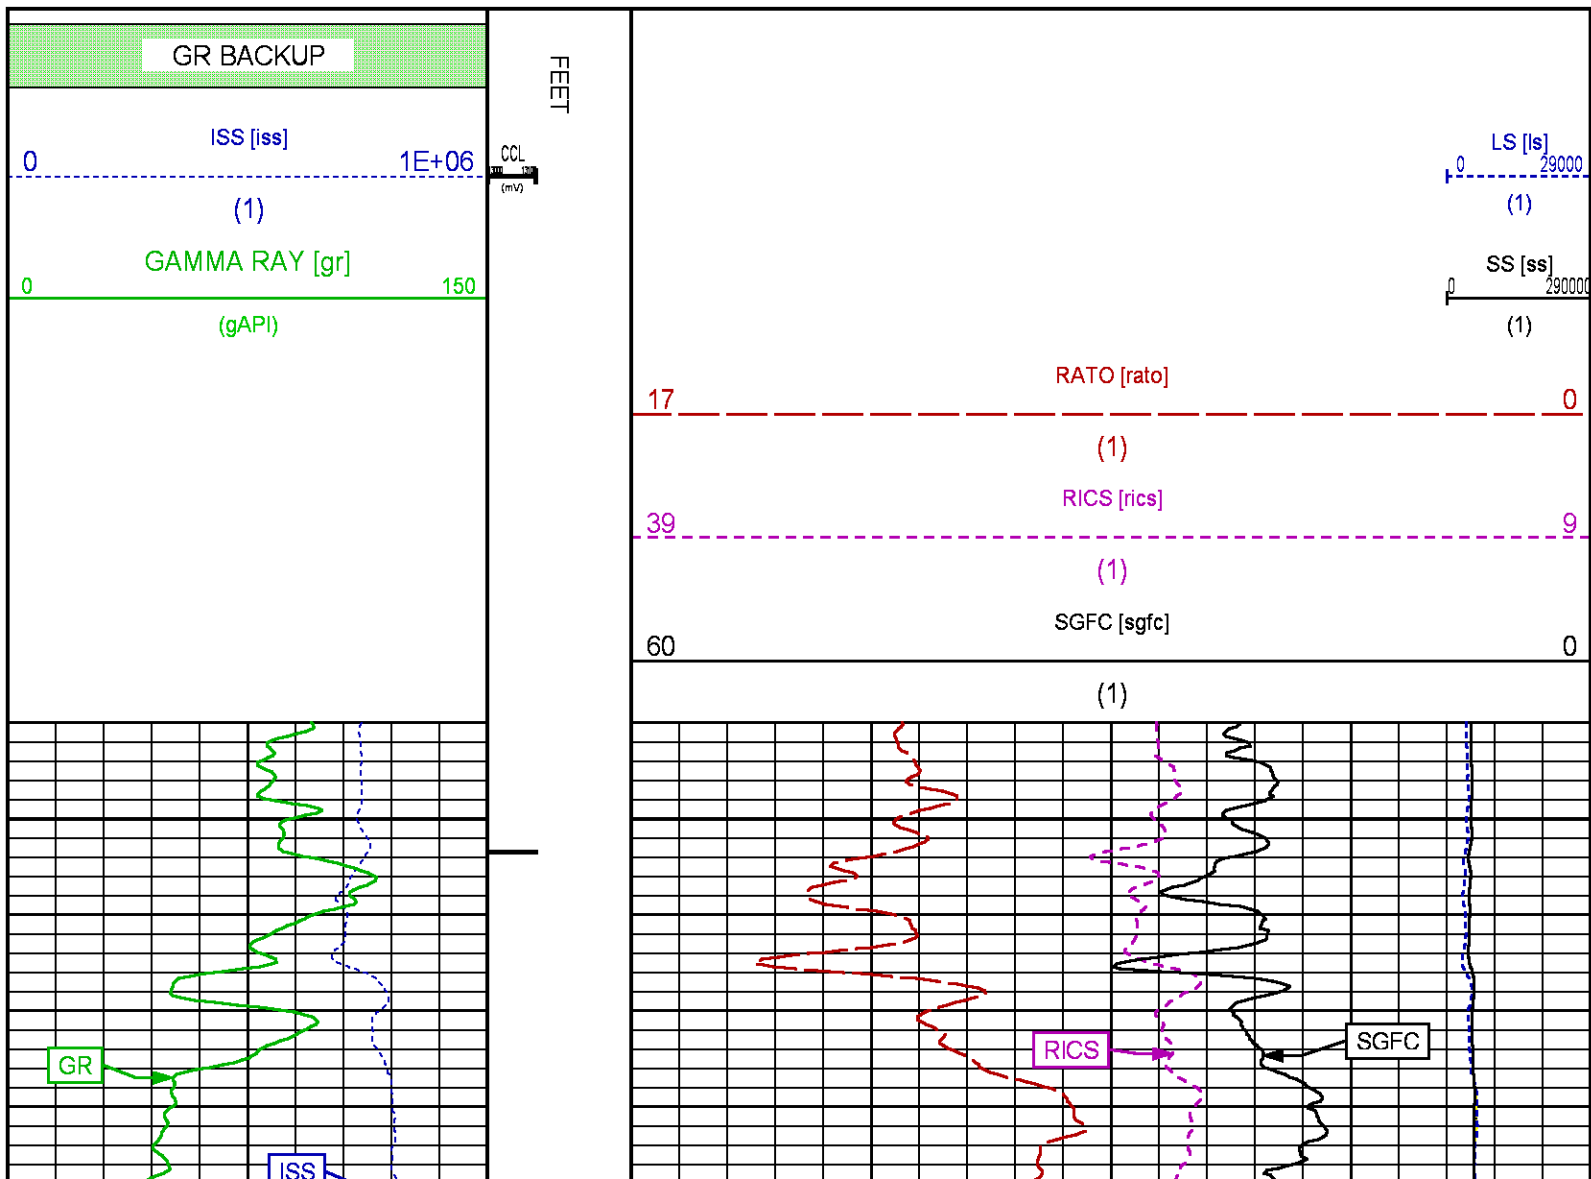 GR BACKUP
FEET
ISS [iss]
0 1E+06
(1)
CCL
(mV)
LS [ls]
0 29000
(1)
GAMMA RAY [gr]
0 150
(gAPI)
SS [ss]
0 290000
(1)
RATO [rato]
17 0
(1)
RICS [rics]
39 9
(1)
SGFC [sgfc]
60 0
(1)
RICS
SGFC
GR
ISS